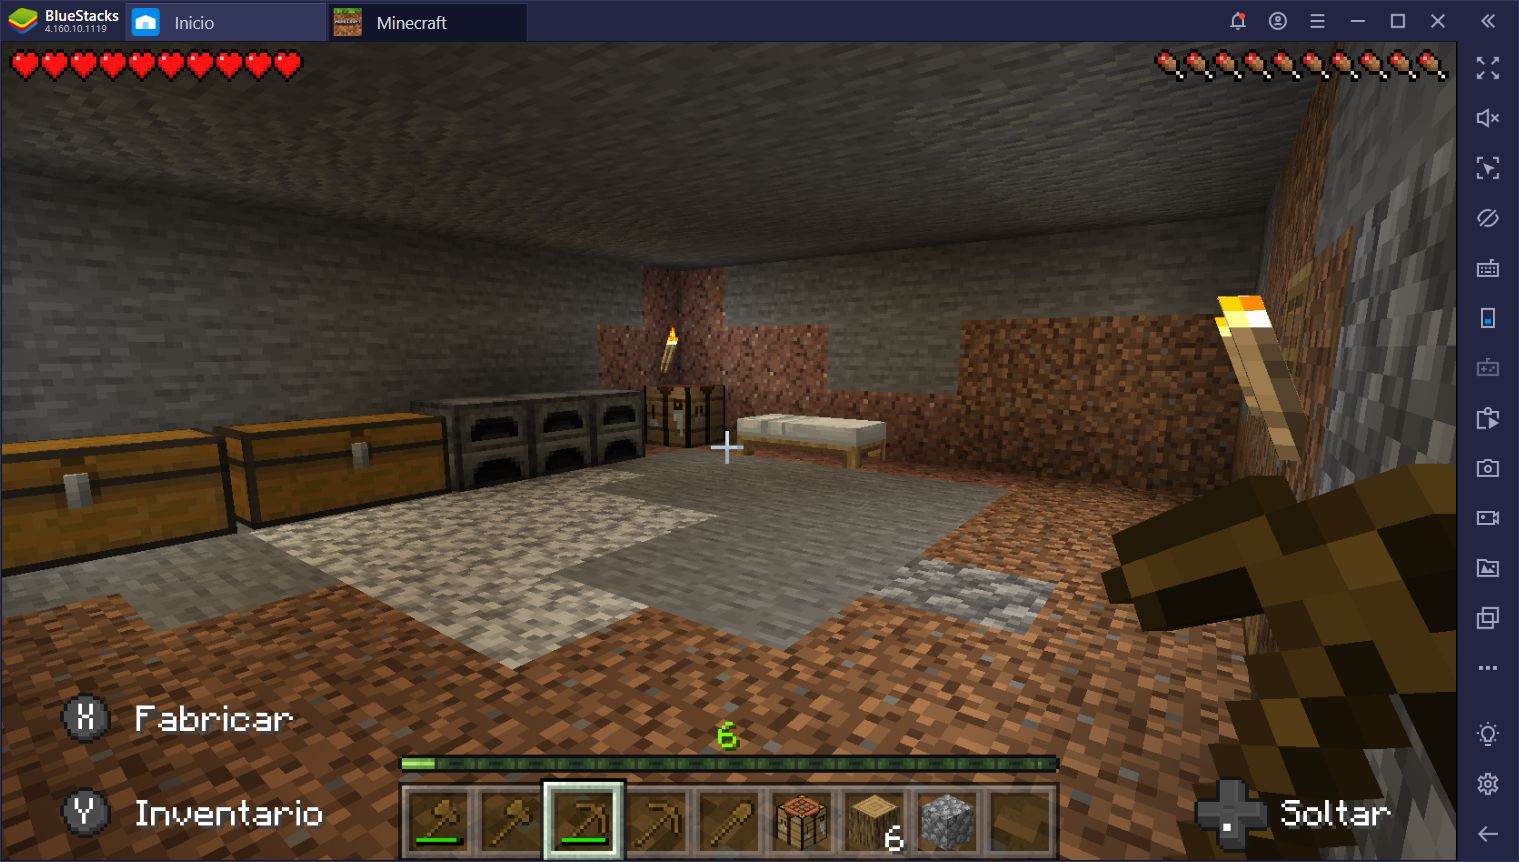 BlueStacks
4.160.10.1119
Inicio
Minecraft
X Fabricar
6
Y Inventario
6
Soltar